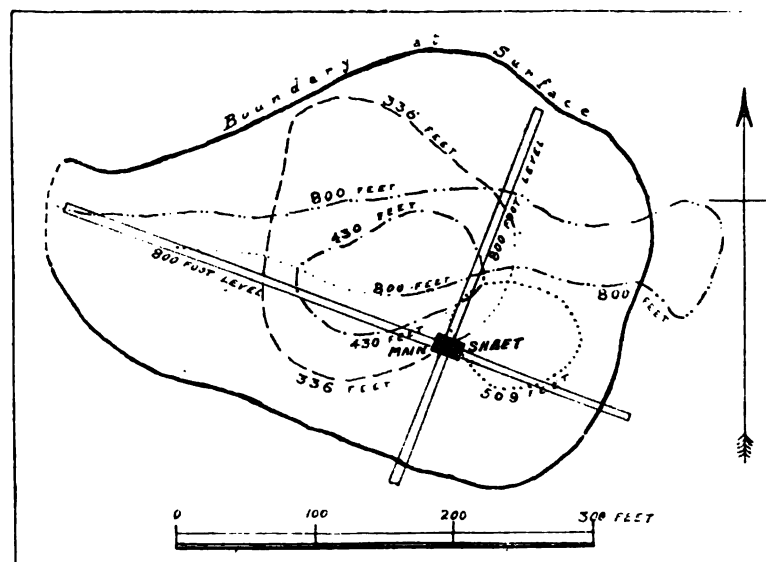 Boundary at Surface
336 FEET
800 FEET
430 FEET
800 FOOT LEVEL
800 FOOT LEVEL
800 FEET
800 FEET
430 FEET
MAIN SHAFT
336 FEET
509 FEET
0 100 200 300 FEET